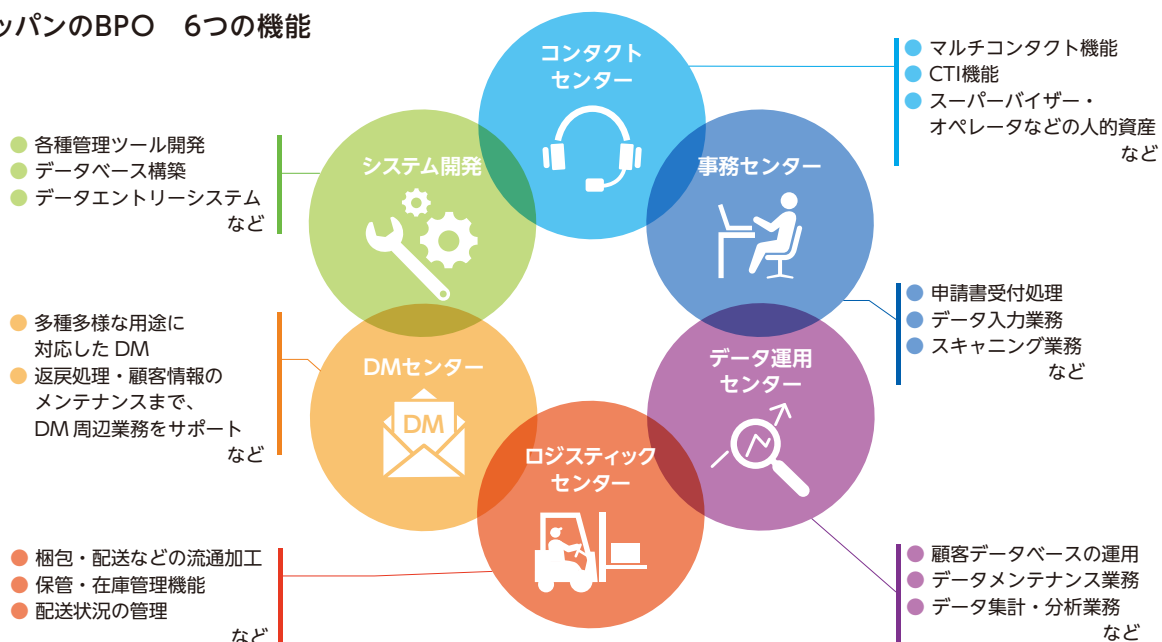 ッパンのBPO 6つの機能
コンタクト
センター
マルチコンタクト機能
CTI機能
スーパーバイザー・
オペレータなどの人的資産
など
事務センター
申請書受付処理
データ入力業務
スキャニング業務
など
データ運用
センター
顧客データベースの運用
データメンテナンス業務
データ集計・分析業務
など
ロジスティック
センター
梱包・配送などの流通加工
保管・在庫管理機能
配送状況の管理
など
DMセンター
DM
多種多様な用途に
対応した DM
返戻処理・顧客情報の
メンテナンスまで、
DM 周辺業務をサポート
など
システム開発
各種管理ツール開発
データベース構築
データエントリーシステム
など